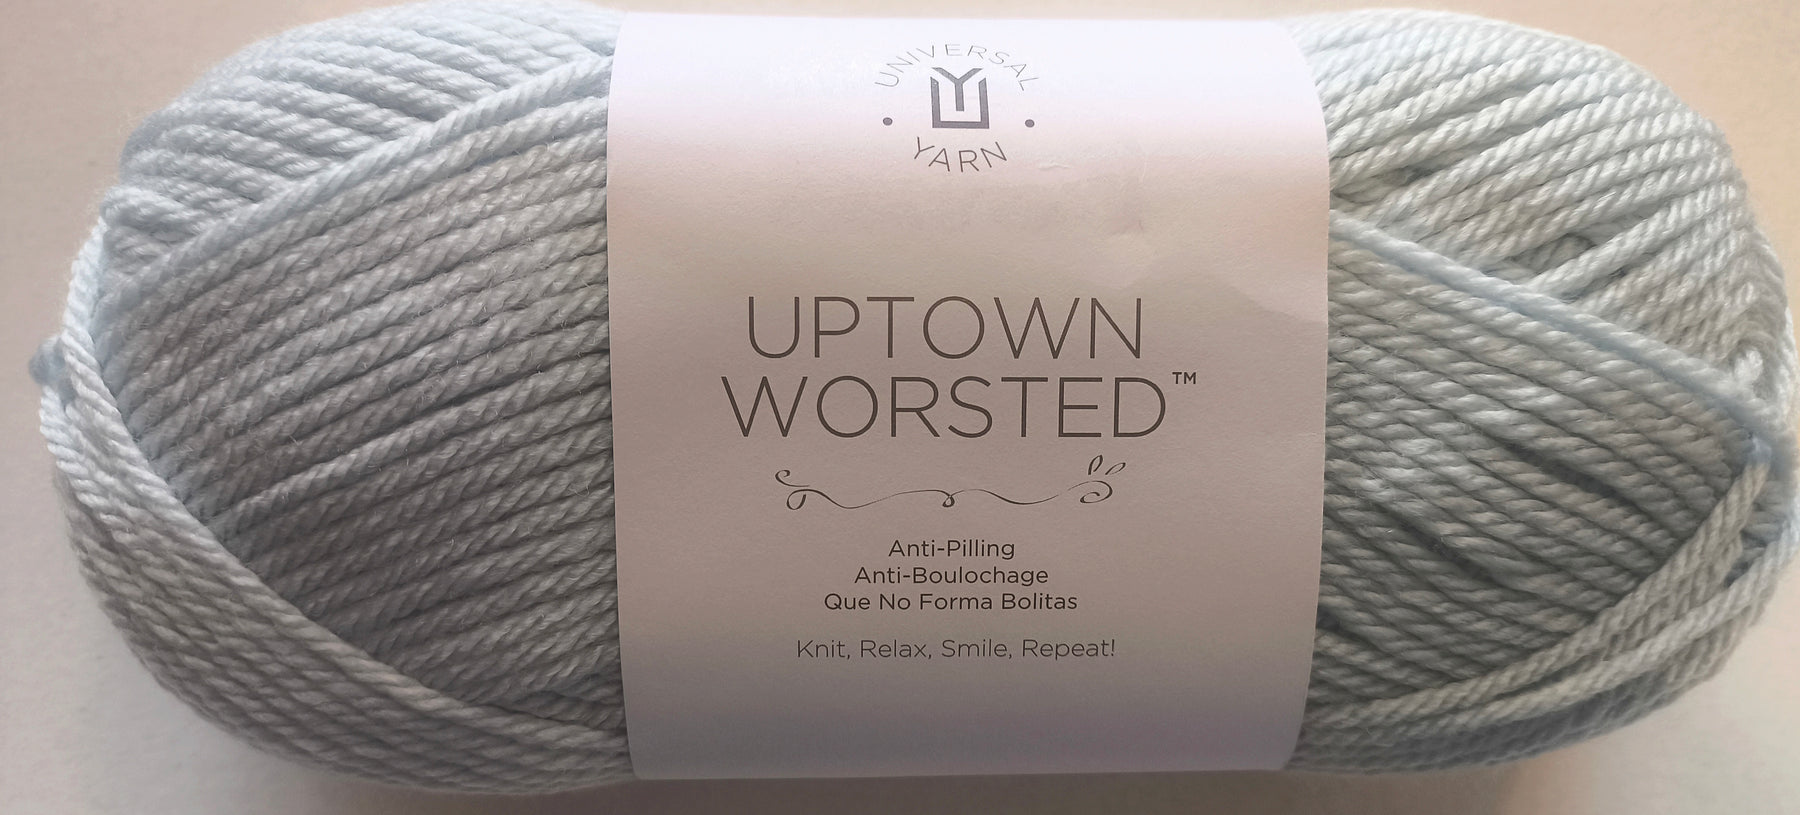 UNIVERSAL
YARN
UPTOWN
WORSTED™
Anti-Pilling
Anti-Boulochage
Que No Forma Bolitas
Knit, Relax, Smile, Repeat!